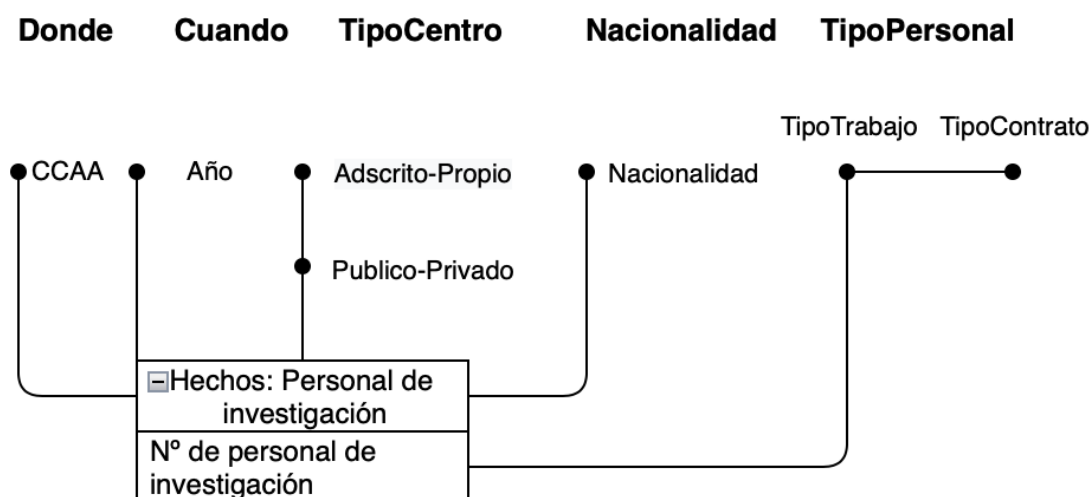 Donde Cuando TipoCentro Nacionalidad TipoPersonal
TipoTrabajo TipoContrato
CCAA Año Adscrito-Propio Nacionalidad
Publico-Privado
Hechos: Personal de
investigación
Nº de personal de
investigación